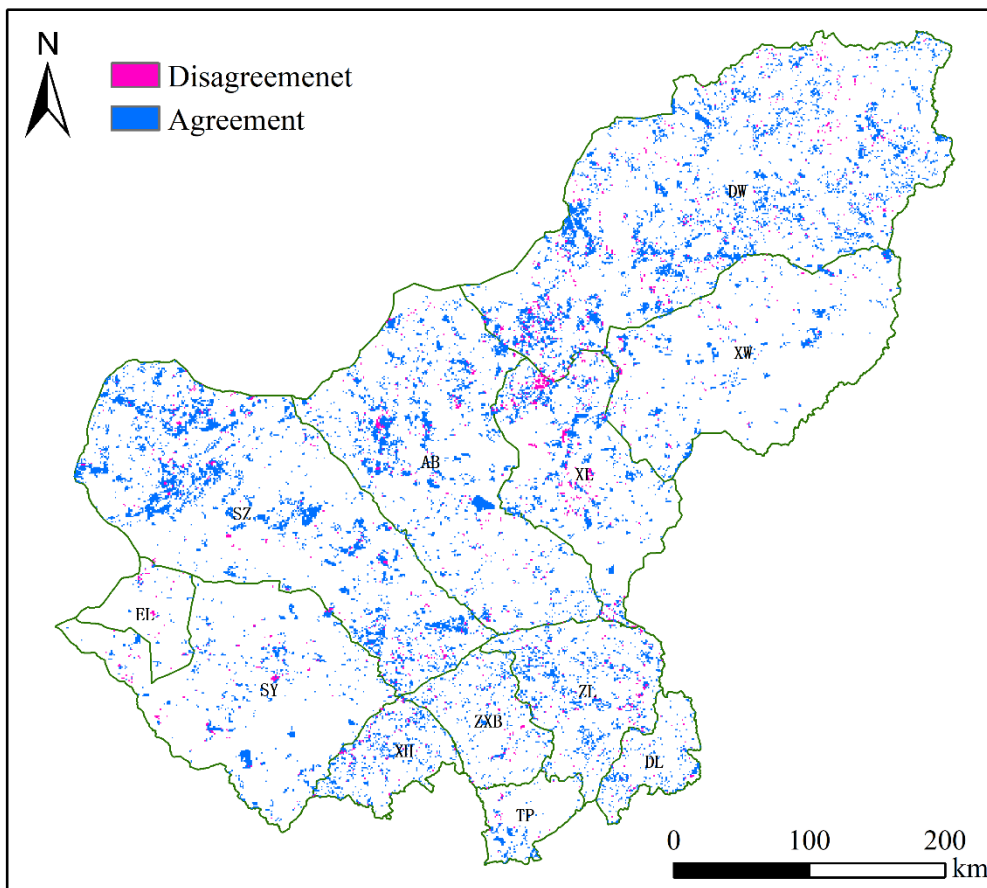 N
Disagreemenet
Agreement
DW
XW
AB
XL
SZ
EL
SY
ZL
ZXB
XH
DL
TP
0 100 200
km